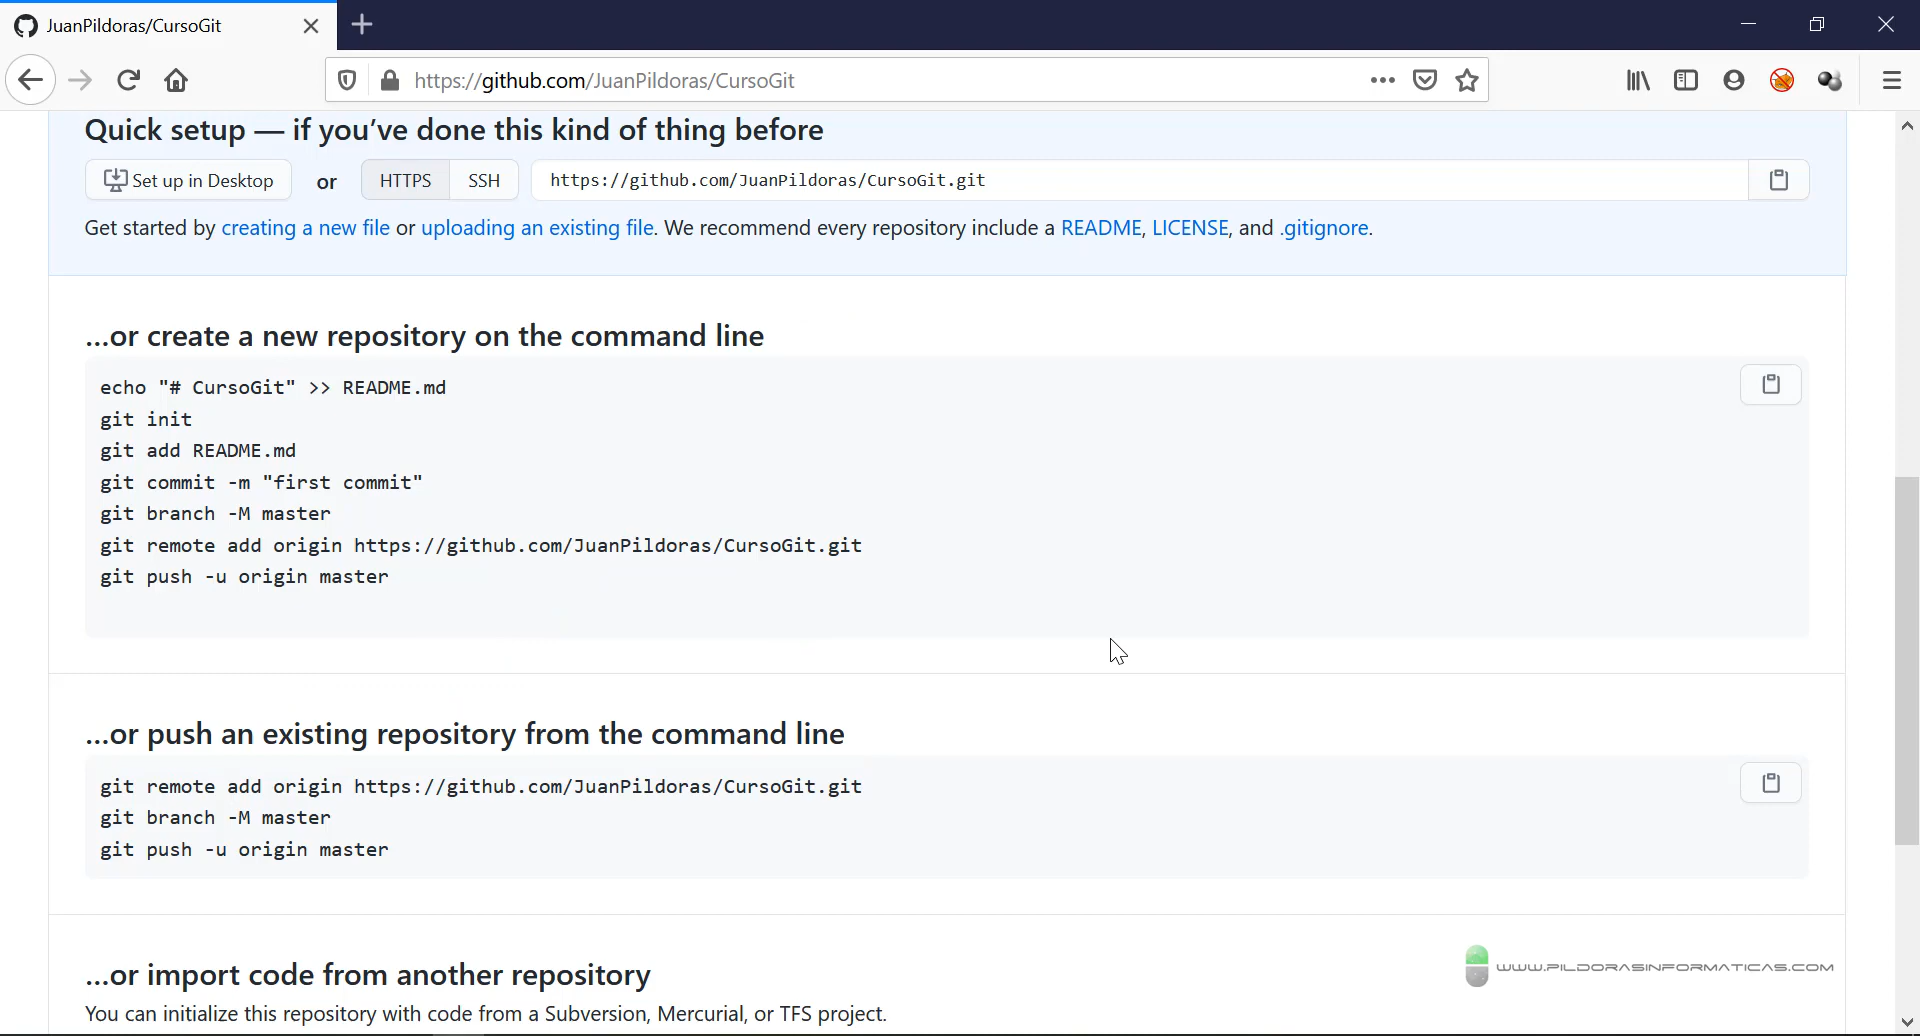 JuanPildoras/CursoGit
https://github.com/JuanPildoras/CursoGit
Quick setup — if you’ve done this kind of thing before
Set up in Desktop or HTTPS SSH https://github.com/JuanPildoras/CursoGit.git
Get started by creating a new file or uploading an existing file. We recommend every repository include a README, LICENSE, and .gitignore.
…or create a new repository on the command line
echo "# CursoGit" >> README.md
git init
git add README.md
git commit -m "first commit"
git branch -M master
git remote add origin https://github.com/JuanPildoras/CursoGit.git
git push -u origin master
…or push an existing repository from the command line
git remote add origin https://github.com/JuanPildoras/CursoGit.git
git branch -M master
git push -u origin master
…or import code from another repository
You can initialize this repository with code from a Subversion, Mercurial, or TFS project.
WWW.PILDORASINFORMATICAS.COM